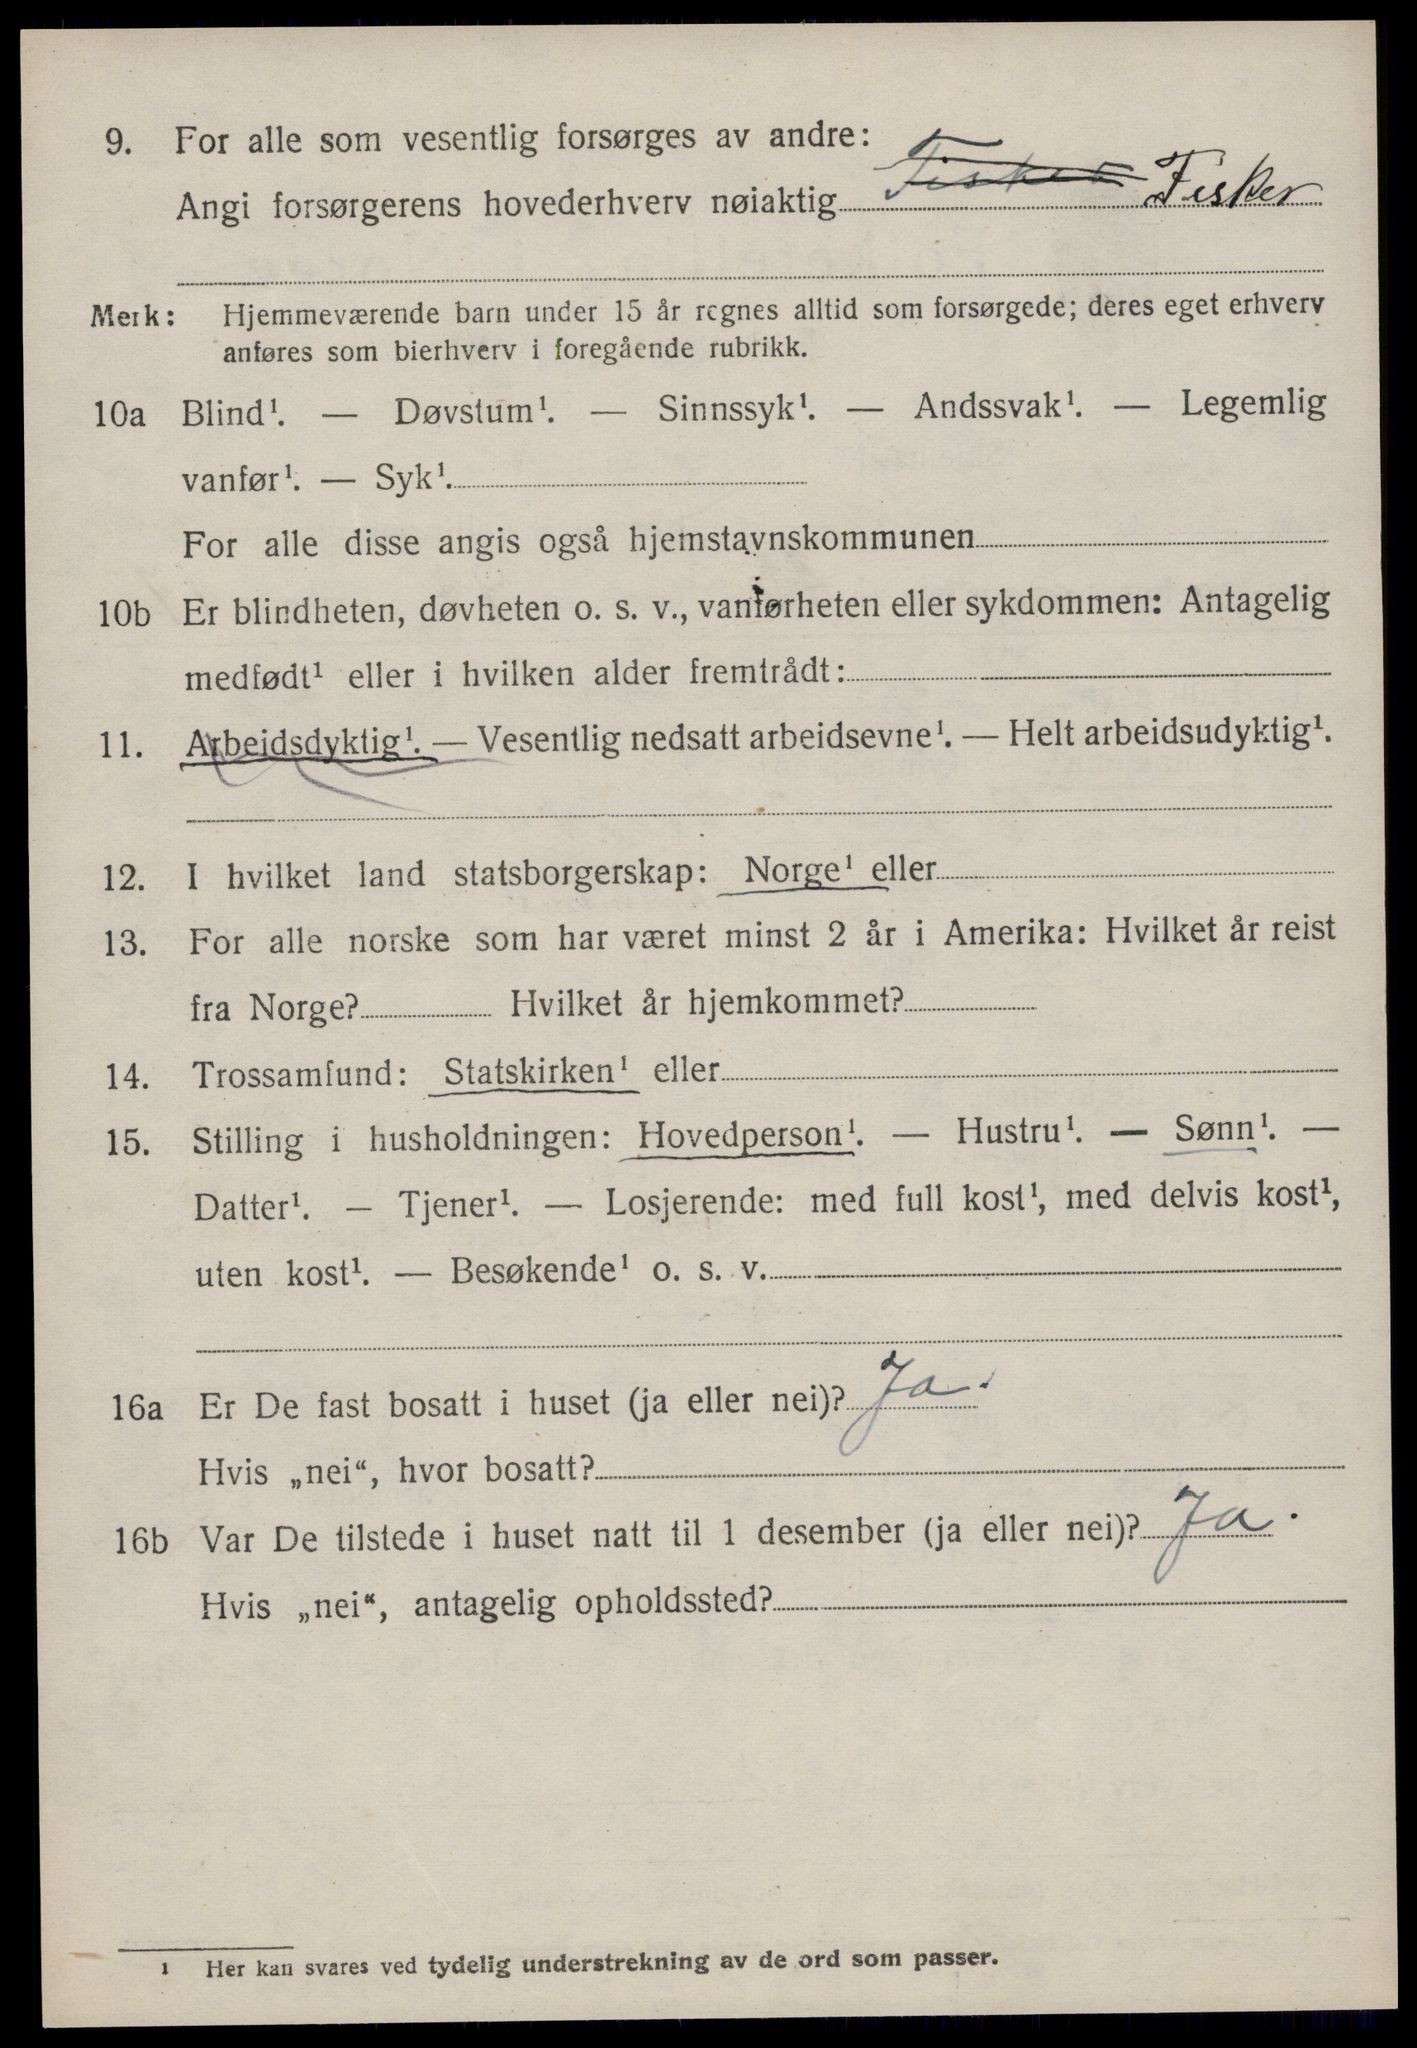 9. For alle som vesentlig forsørges av andre:
Angi forsørgerens hovederhverv nøiaktig Fisker Fisker
Merk: Hjemmeværende barn under 15 år regnes alltid som forsørgede; deres eget erhverv
anføres som bierhverv i foregående rubrikk.
10a Blind¹. — Døvstum¹. — Sinnssyk¹. — Andssvak¹. — Legemlig
vanfør¹. — Syk¹.
For alle disse angis også hjemstavnskommunen
10b Er blindheten, døvheten o. s. v., vanførheten eller sykdommen: Antagelig
medfødt¹ eller i hvilken alder fremtrådt:
11. Arbeidsdyktig¹. — Vesentlig nedsatt arbeidsevne¹. — Helt arbeidsudyktig¹.
12. I hvilket land statsborgerskap: Norge¹ eller
13. For alle norske som har været minst 2 år i Amerika: Hvilket år reist
fra Norge? Hvilket år hjemkommet?
14. Trossamfund: Statskirken¹ eller
15. Stilling i husholdningen: Hovedperson¹. — Hustru¹. — Sønn¹. —
Datter¹. — Tjener¹. — Losjerende: med full kost¹, med delvis kost¹,
uten kost¹. — Besøkende¹ o. s. v.
16a Er De fast bosatt i huset (ja eller nei)? Ja.
Hvis „nei“, hvor bosatt?
16b Var De tilstede i huset natt til 1 desember (ja eller nei)? Ja.
Hvis „nei“, antagelig opholdssted?
¹ Her kan svares ved tydelig understrekning av de ord som passer.